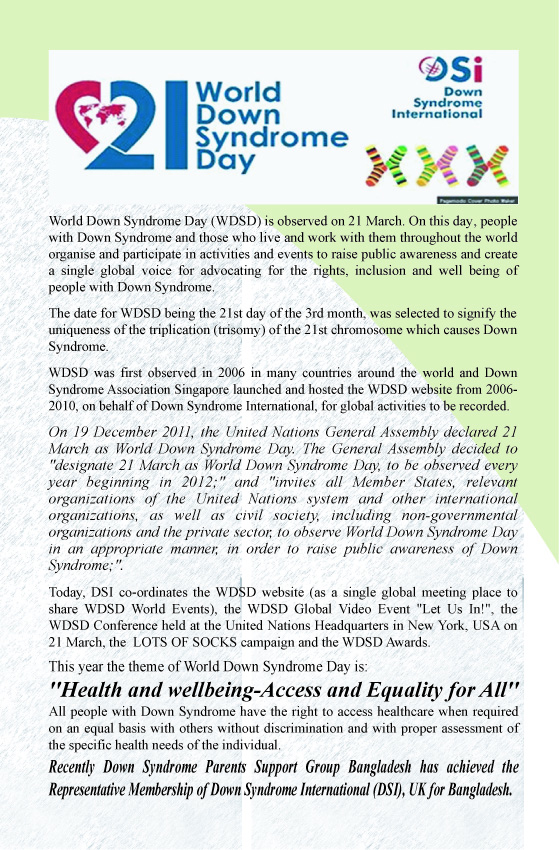 21 World
Down
Syndrome
Day
DSi
Down
Syndrome
International
Pagemodo Cover Photo Maker
World Down Syndrome Day (WDSD) is observed on 21 March. On this day, people
with Down Syndrome and those who live and work with them throughout the world
organise and participate in activities and events to raise public awareness and create
a single global voice for advocating for the rights, inclusion and well being of
people with Down Syndrome.
The date for WDSD being the 21st day of the 3rd month, was selected to signify the
uniqueness of the triplication (trisomy) of the 21st chromosome which causes Down
Syndrome.
WDSD was first observed in 2006 in many countries around the world and Down
Syndrome Association Singapore launched and hosted the WDSD website from 2006-
2010, on behalf of Down Syndrome International, for global activities to be recorded.
On 19 December 2011, the United Nations General Assembly declared 21
March as World Down Syndrome Day. The General Assembly decided to
"designate 21 March as World Down Syndrome Day, to be observed every
year beginning in 2012;" and "invites all Member States, relevant
organizations of the United Nations system and other international
organizations, as well as civil society, including non-governmental
organizations and the private sector, to observe World Down Syndrome Day
in an appropriate manner, in order to raise public awareness of Down
Syndrome;".
Today, DSI co-ordinates the WDSD website (as a single global meeting place to
share WDSD World Events), the WDSD Global Video Event "Let Us In!", the
WDSD Conference held at the United Nations Headquarters in New York, USA on
21 March, the LOTS OF SOCKS campaign and the WDSD Awards.
This year the theme of World Down Syndrome Day is:
"Health and wellbeing-Access and Equality for All"
All people with Down Syndrome have the right to access healthcare when required
on an equal basis with others without discrimination and with proper assessment of
the specific health needs of the individual.
Recently Down Syndrome Parents Support Group Bangladesh has achieved the
Representative Membership of Down Syndrome International (DSI), UK for Bangladesh.